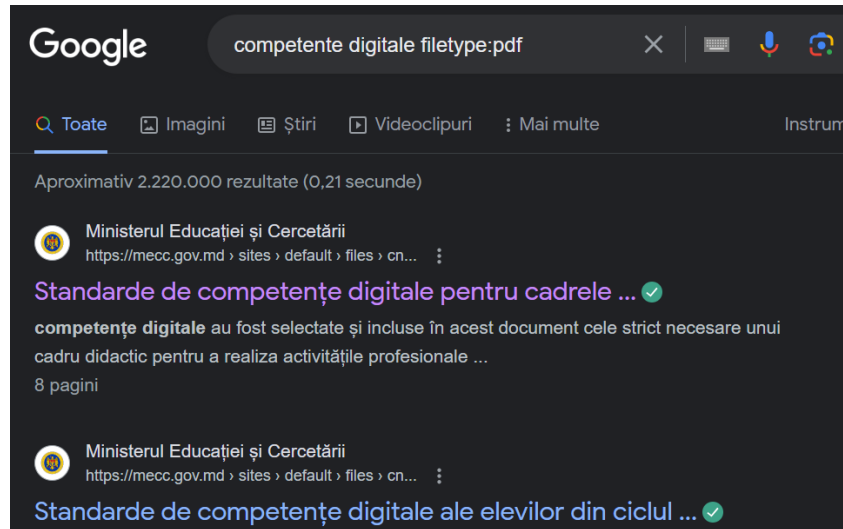 Google
competente digitale filetype:pdf
Toate Imagini Știri Videoclipuri Mai multe Instrum
Aproximativ 2.220.000 rezultate (0,21 secunde)
Ministerul Educației și Cercetării
https://mecc.gov.md › sites › default › files › cn...
Standarde de competențe digitale pentru cadrele ...
competențe digitale au fost selectate și incluse în acest document cele strict necesare unui
cadru didactic pentru a realiza activitățile profesionale ...
8 pagini
Ministerul Educației și Cercetării
https://mecc.gov.md › sites › default › files › cn...
Standarde de competențe digitale ale elevilor din ciclul ...